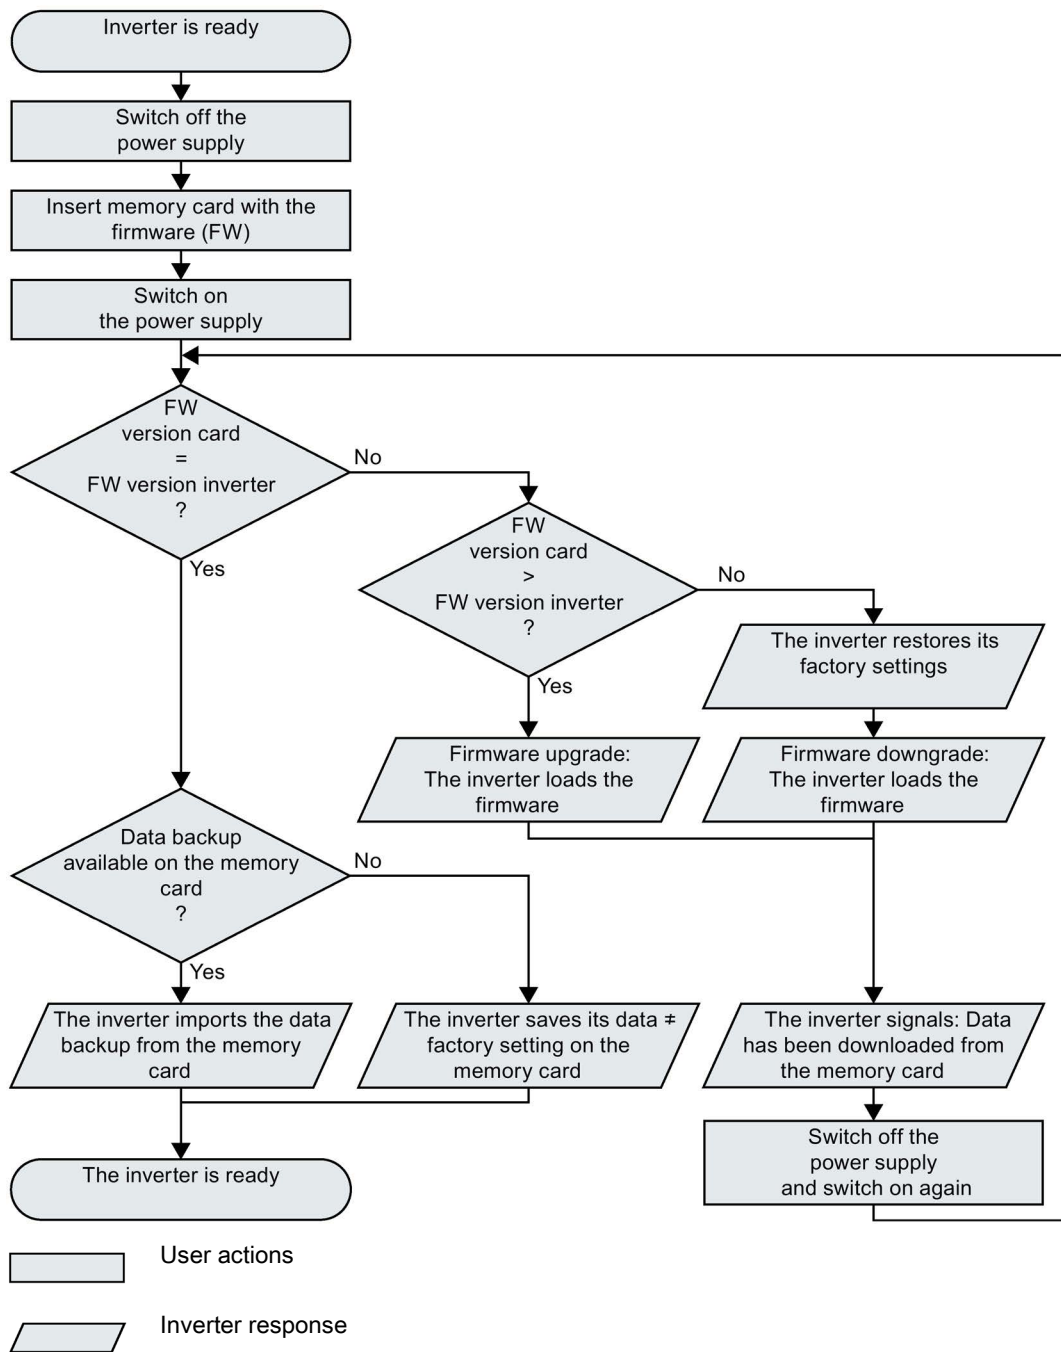 Inverter is ready
Switch off the
power supply
Insert memory card with the
firmware (FW)
Switch on
the power supply
FW
version card
=
FW version inverter
?
No
Yes
FW
version card
>
FW version inverter
?
No
Yes
The inverter restores its
factory settings
Firmware upgrade:
The inverter loads the
firmware
Firmware downgrade:
The inverter loads the
firmware
Data backup
available on the memory
card
?
No
Yes
The inverter imports the data
backup from the memory
card
The inverter saves its data ≠
factory setting on the
memory card
The inverter signals: Data
has been downloaded from
the memory card
Switch off the
power supply
and switch on again
The inverter is ready
User actions
Inverter response